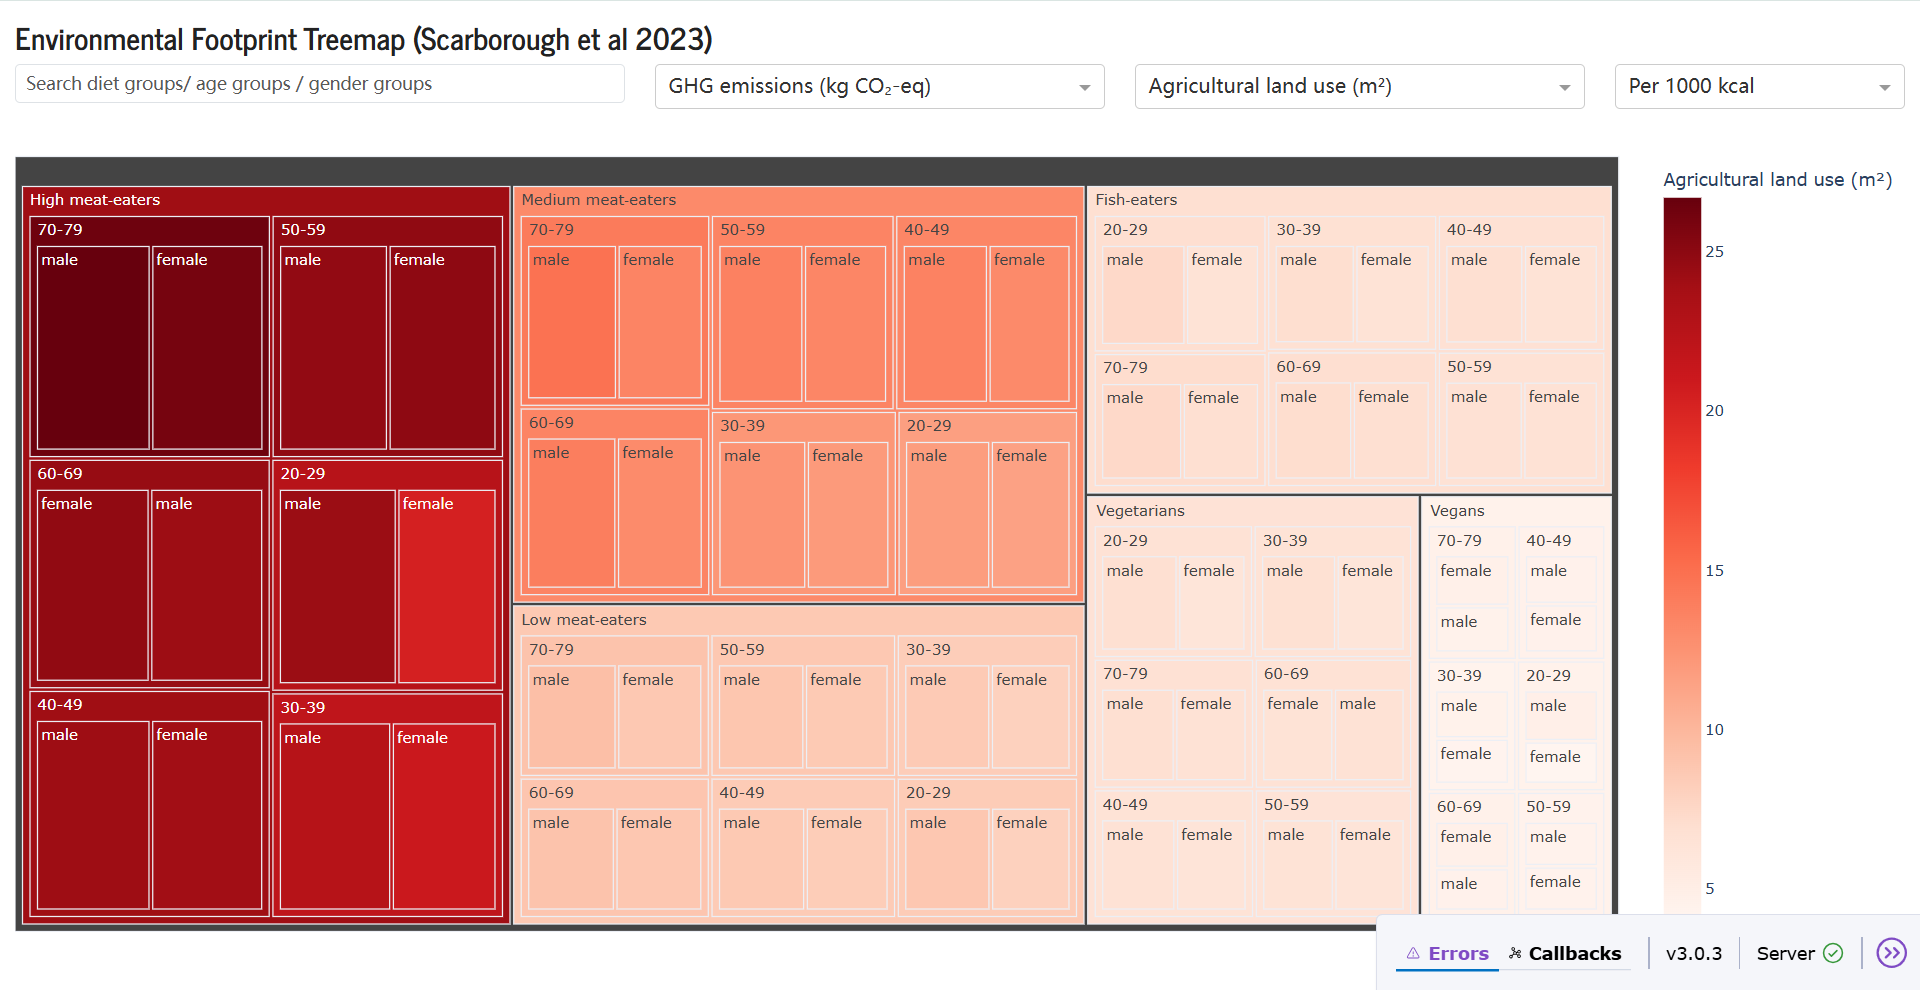 Environmental Footprint Treemap (Scarborough et al 2023)
Search diet groups/ age groups / gender groups
GHG emissions (kg CO₂-eq)
Agricultural land use (m²)
Per 1000 kcal
High meat-eaters
70-79
male
female
50-59
male
female
60-69
female
male
20-29
male
female
40-49
male
female
30-39
male
female
Medium meat-eaters
70-79
male
female
50-59
male
female
40-49
male
female
60-69
male
female
30-39
male
female
20-29
male
female
Low meat-eaters
70-79
male
female
50-59
male
female
30-39
male
female
60-69
male
female
40-49
male
female
20-29
male
female
Fish-eaters
20-29
male
female
30-39
male
female
40-49
male
female
70-79
male
female
60-69
male
female
50-59
male
female
Vegetarians
20-29
male
female
30-39
male
female
70-79
male
female
60-69
female
male
40-49
male
female
50-59
male
female
Vegans
70-79
female
male
40-49
male
female
30-39
male
female
20-29
male
female
60-69
female
male
50-59
male
female
Agricultural land use (m²)
25
20
15
10
5
Errors
Callbacks
v3.0.3
Server